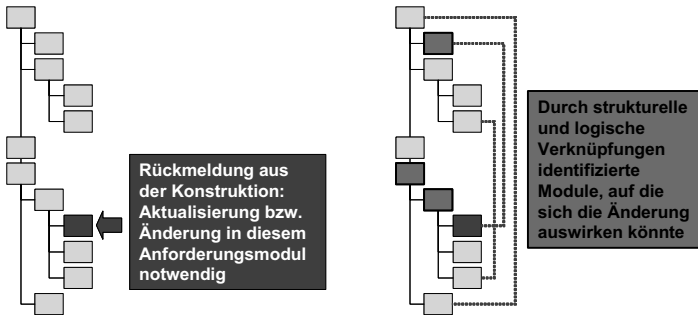 Rückmeldung aus
der Konstruktion:
Aktualisierung bzw.
Änderung in diesem
Anforderungsmodul
notwendig
Durch strukturelle
und logische
Verknüpfungen
identifizierte
Module, auf die
sich die Änderung
auswirken könnte